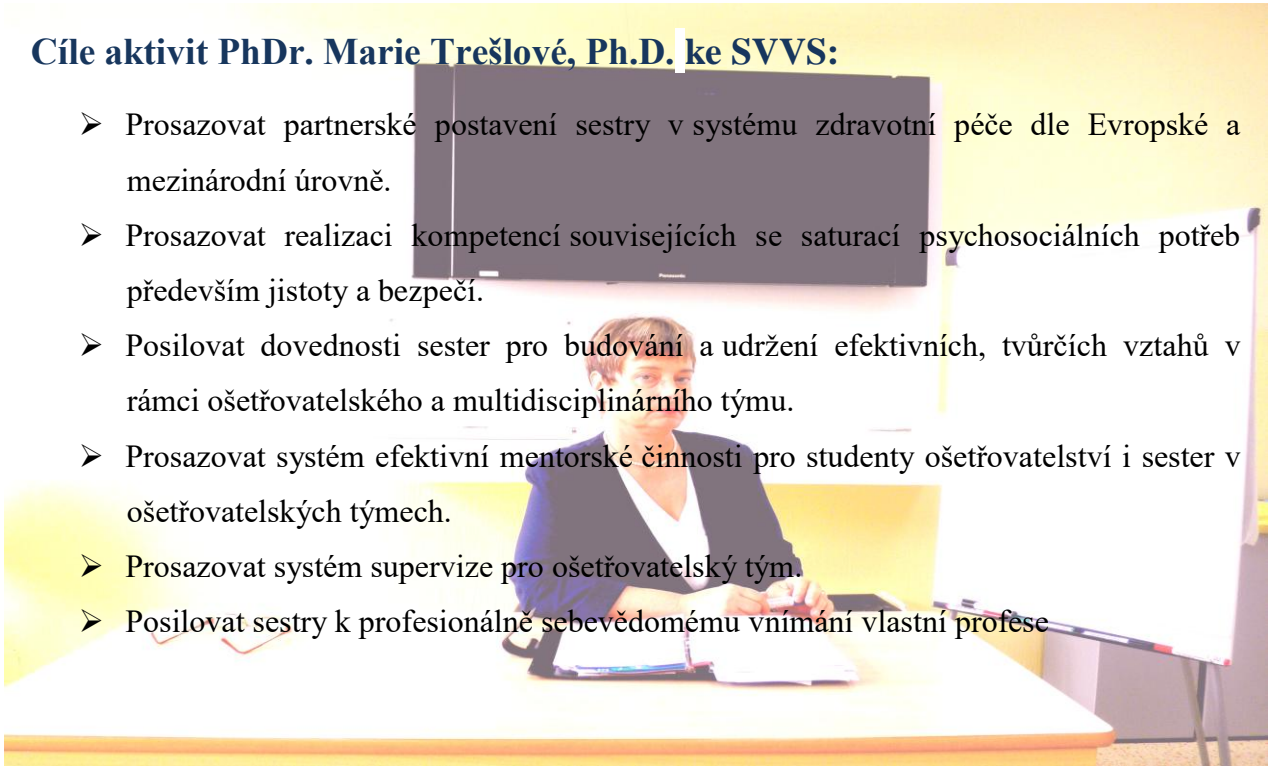 Cíle aktivit PhDr. Marie Trešlové, Ph.D. ke SVVS:
➢ Prosazovat partnerské postavení sestry v systému zdravotní péče dle Evropské a
mezinárodní úrovně.
➢ Prosazovat realizaci kompetencí souvisejících se saturací psychosociálních potřeb
především jistoty a bezpečí.
➢ Posilovat dovednosti sester pro budování a udržení efektivních, tvůrčích vztahů v
rámci ošetřovatelského a multidisciplinárního týmu.
➢ Prosazovat systém efektivní mentorské činnosti pro studenty ošetřovatelství i sester v
ošetřovatelských týmech.
➢ Prosazovat systém supervize pro ošetřovatelský tým.
➢ Posilovat sestry k profesionálně sebevědomému vnímání vlastní profese
Panasonic